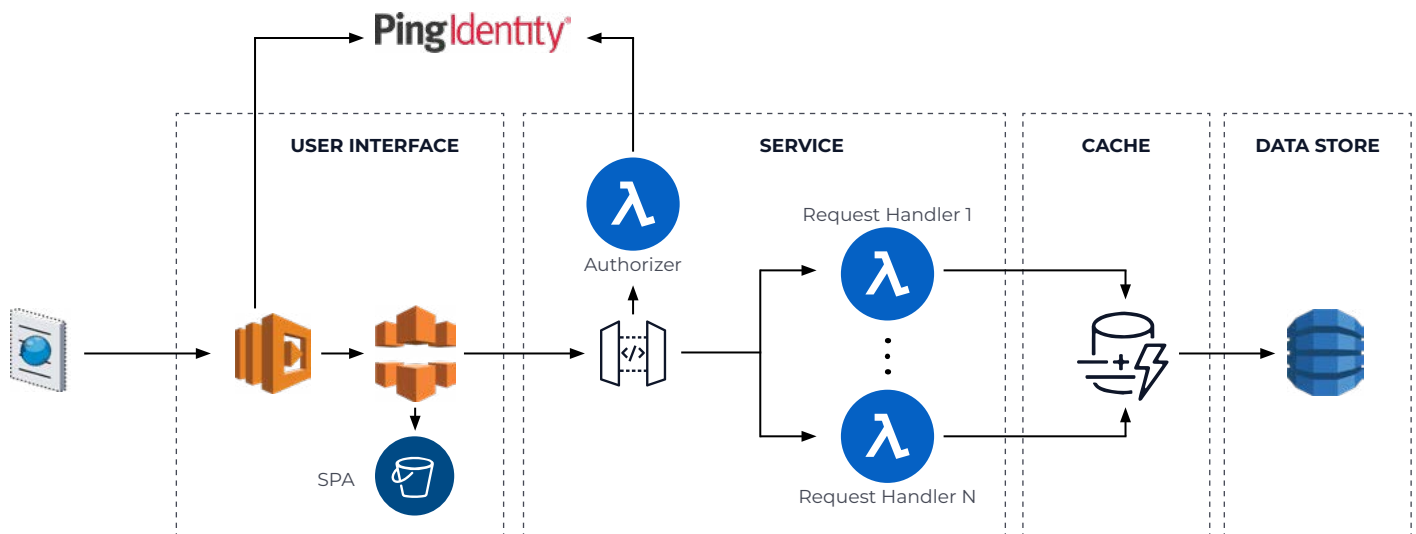 PingIdentity®
USER INTERFACE
SERVICE
CACHE
DATA STORE
Request Handler 1
Authorizer
</>
SPA
Request Handler N